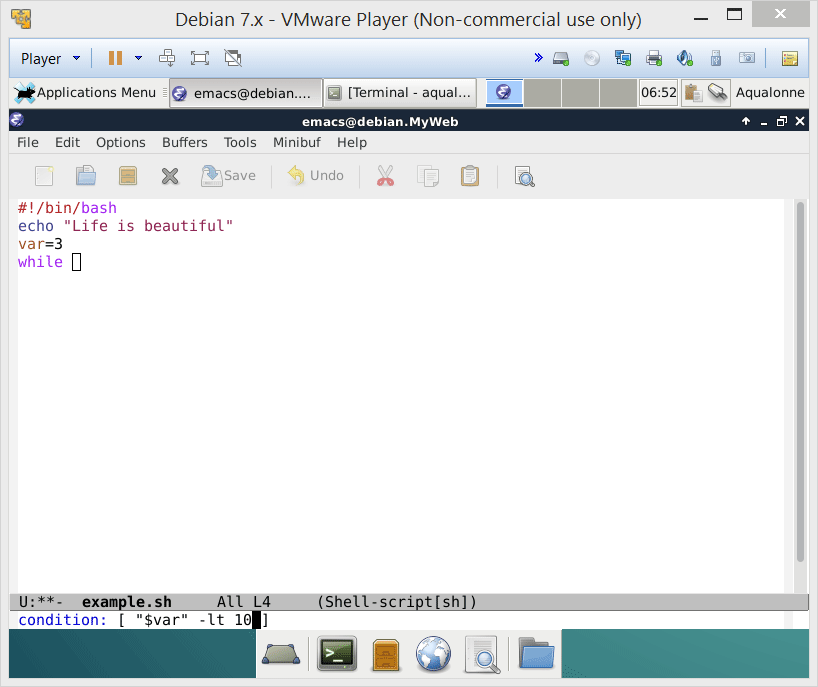 Debian 7.x - VMware Player (Non-commercial use only)
Player
Applications Menu emacs@debian.... [Terminal - aqual... 06:52 Aqualonne
emacs@debian.MyWeb
File Edit Options Buffers Tools Minibuf Help
Save Undo
#!/bin/bash
echo "Life is beautiful"
var=3
while
U:**- example.sh All L4 (Shell-script[sh])
condition: [ "$var" -lt 10 ]